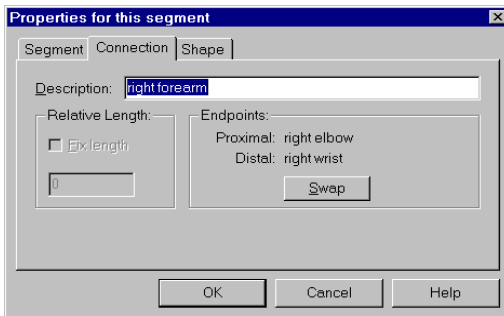 Properties for this segment
Segment Connection Shape
Description: right forearm
Relative Length:
Fix length
0
Endpoints:
Proximal: right elbow
Distal: right wrist
Swap
OK Cancel Help